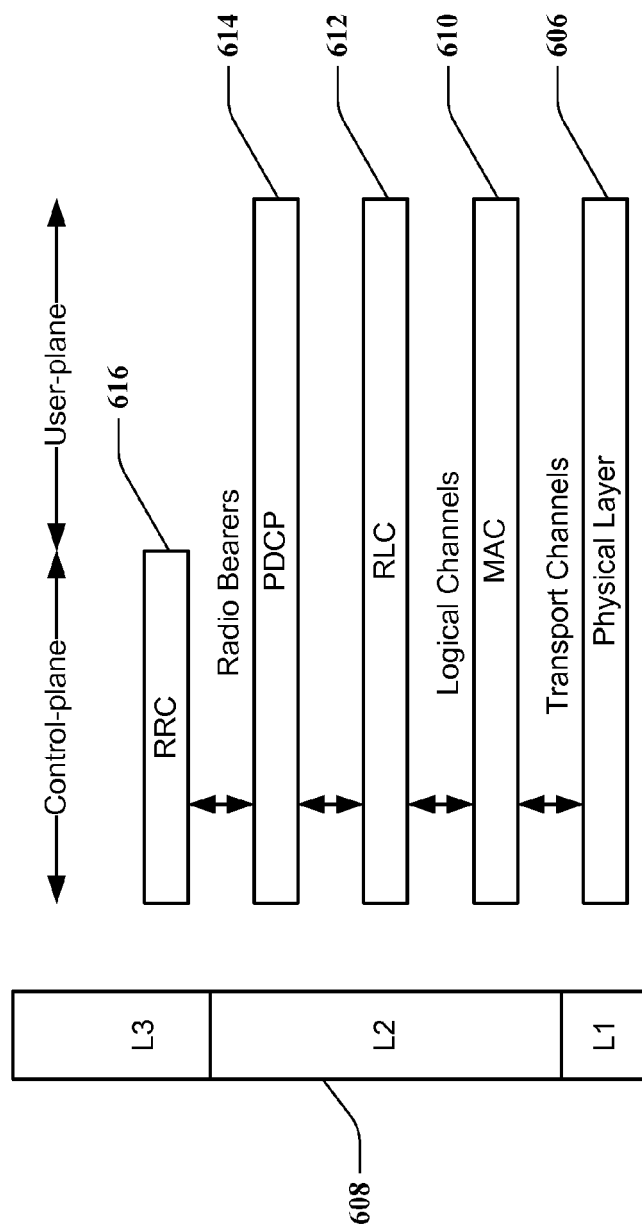 Control-plane
User-plane
616
RRC
Radio Bearers
614
PDCP
612
RLC
Logical Channels
610
MAC
Transport Channels
606
Physical Layer
L3
L2
L1
608